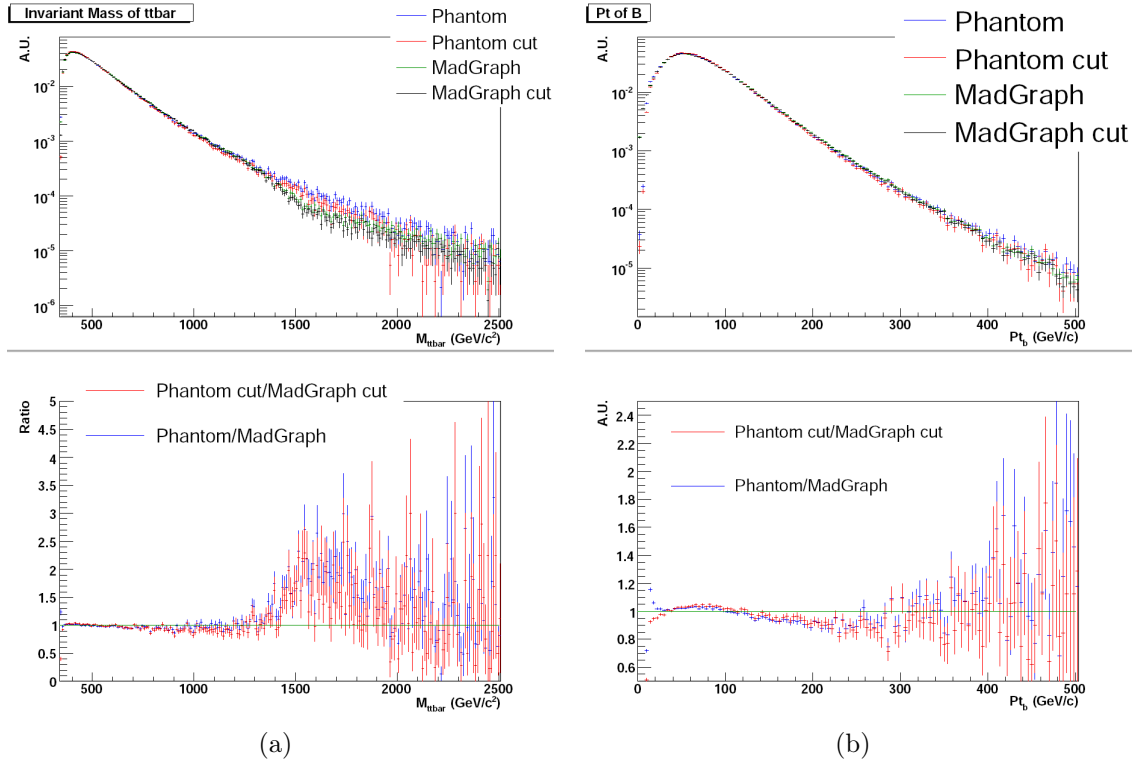 Invariant Mass of ttbar
A.U.
Phantom
Phantom cut
MadGraph
MadGraph cut
10⁻²
10⁻³
10⁻⁴
10⁻⁵
10⁻⁶
500 1000 1500 2000 2500
M_ttbar (GeV/c²)
Pt of B
A.U.
Phantom
Phantom cut
MadGraph
MadGraph cut
10⁻²
10⁻³
10⁻⁴
10⁻⁵
0 100 200 300 400 500
Pt_b (GeV/c)
Ratio
Phantom cut/MadGraph cut
Phantom/MadGraph
5
4.5
4
3.5
3
2.5
2
1.5
1
0.5
0
500 1000 1500 2000 2500
M_ttbar (GeV/c²)
(a)
A.U.
Phantom cut/MadGraph cut
Phantom/MadGraph
2.4
2.2
2
1.8
1.6
1.4
1.2
1
0.8
0.6
0 100 200 300 400 500
Pt_b (GeV/c)
(b)